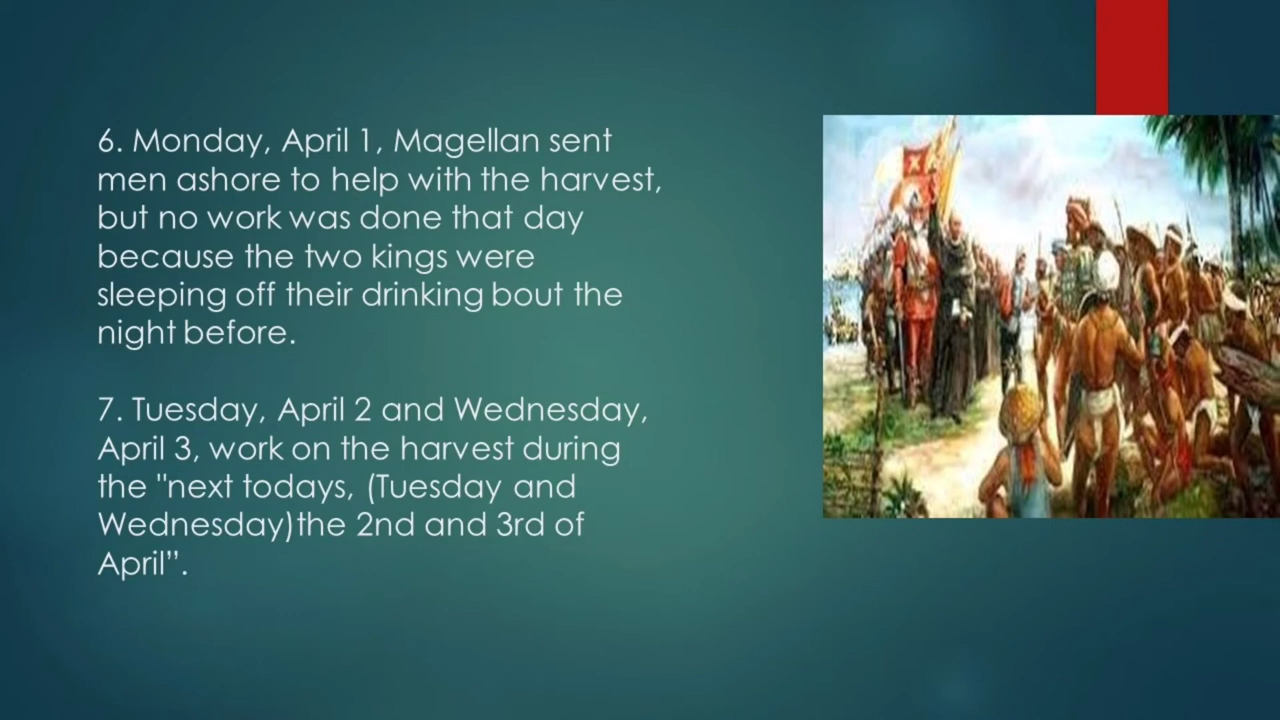 6. Monday, April 1, Magellan sent
men ashore to help with the harvest,
but no work was done that day
because the two kings were
sleeping off their drinking bout the
night before.
7. Tuesday, April 2 and Wednesday,
April 3, work on the harvest during
the "next todays, (Tuesday and
Wednesday)the 2nd and 3rd of
April”.